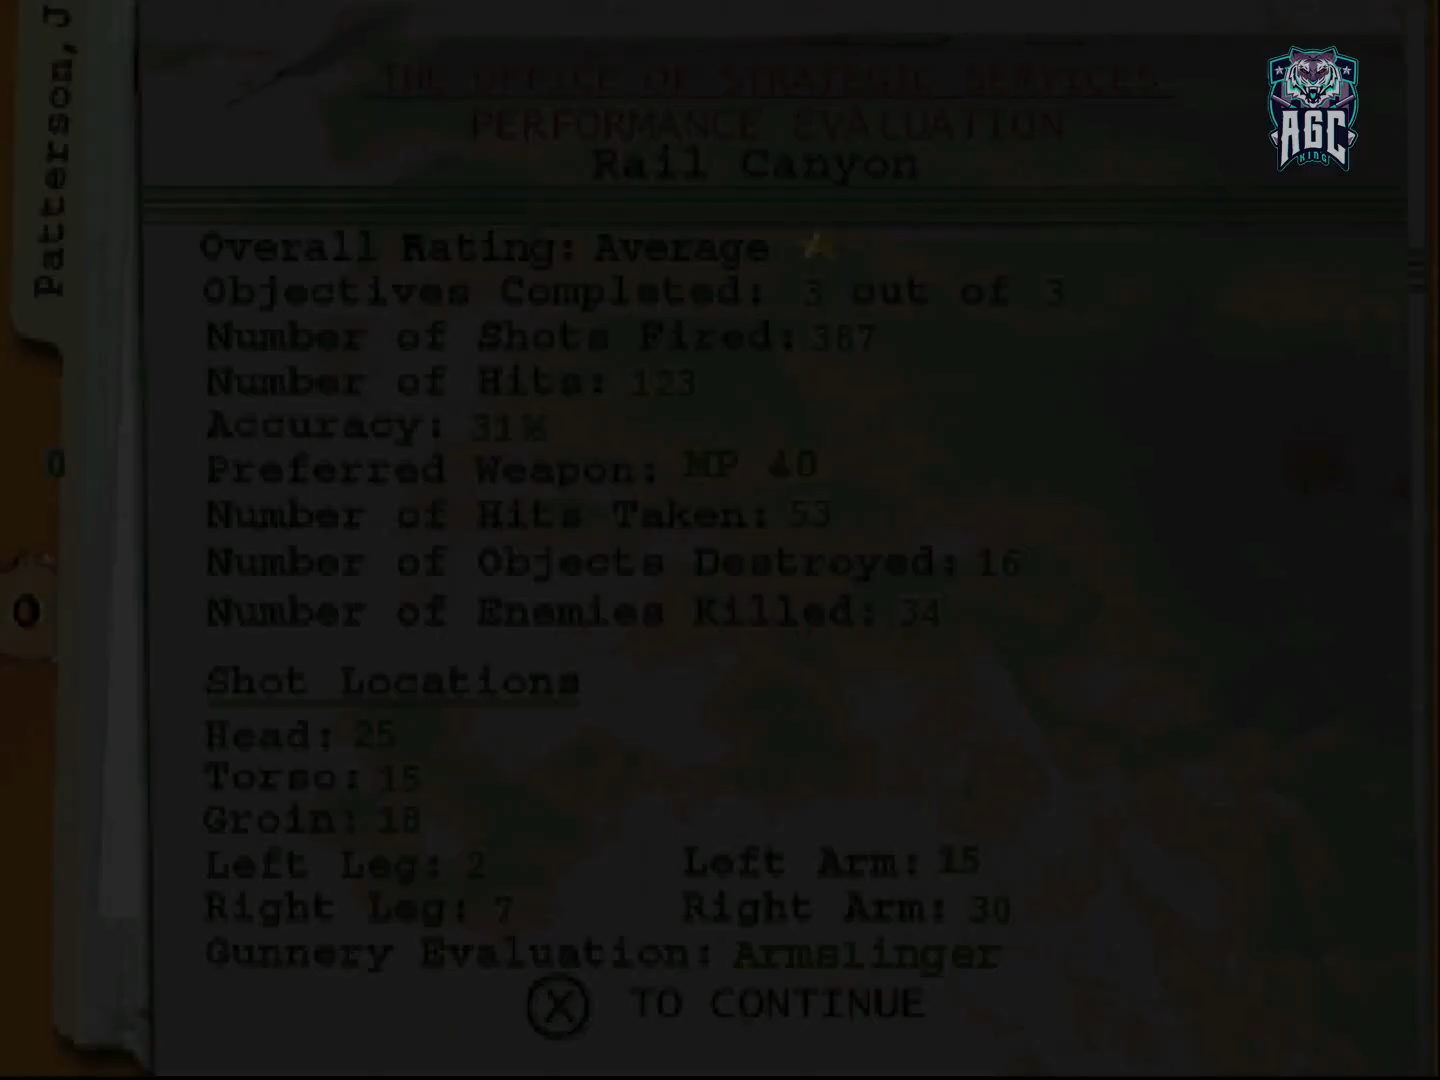 Patterson, J
AGC
KING
THE OFFICE OF STRATEGIC SERVICES
PERFORMANCE EVALUATION
Rail Canyon
Overall Rating: Average
Objectives Completed: 3 out of 3
Number of Shots Fired: 387
Number of Hits: 123
Accuracy: 31%
Preferred Weapon: MP 40
Number of Hits Taken: 53
Number of Objects Destroyed: 16
Number of Enemies Killed: 34
Shot Locations
Head: 25
Torso: 15
Groin: 18
Left Leg: 2 Left Arm: 15
Right Leg: 7 Right Arm: 30
Gunnery Evaluation: Armslinger
X TO CONTINUE